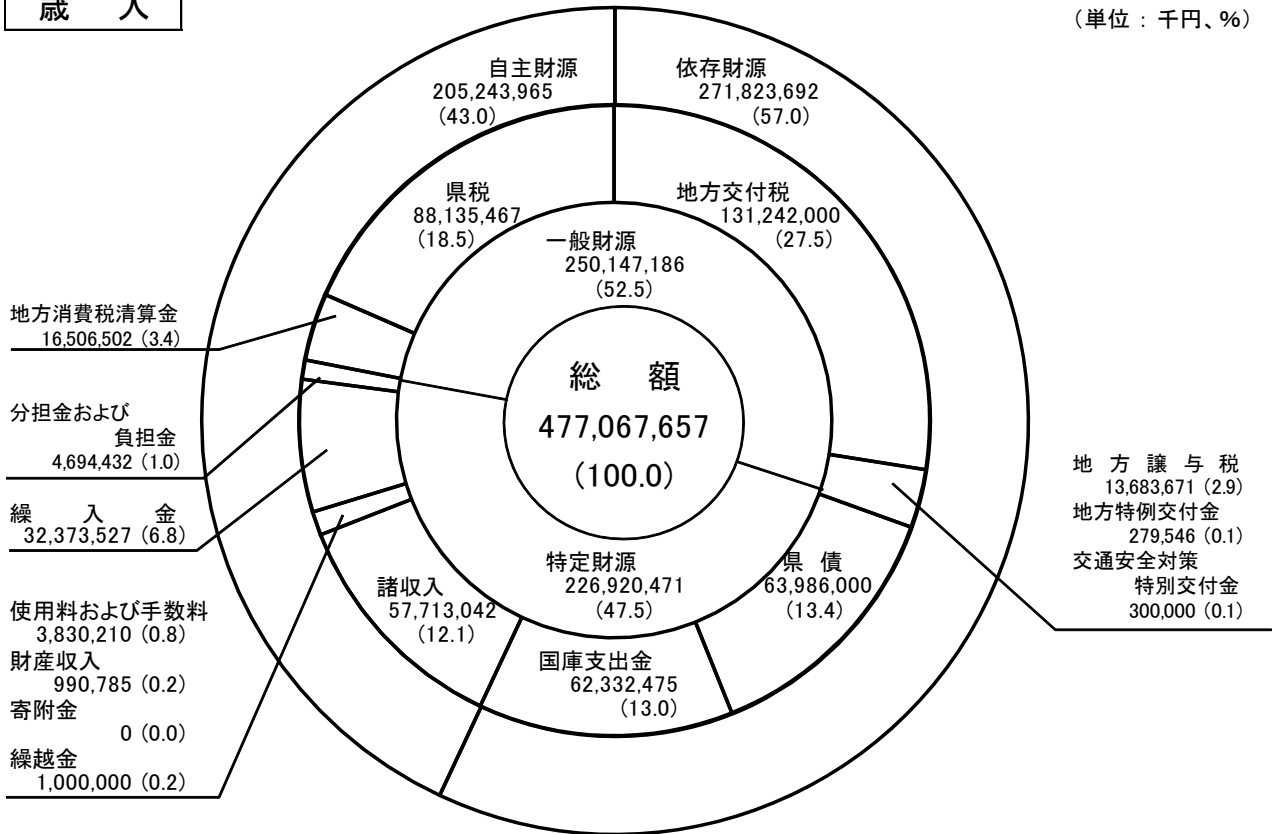 歳　入
（単位：千円、%）
自主財源
205,243,965
(43.0)
依存財源
271,823,692
(57.0)
県税
88,135,467
(18.5)
地方交付税
131,242,000
(27.5)
一般財源
250,147,186
(52.5)
地方消費税清算金
16,506,502 (3.4)
総　額
477,067,657
(100.0)
分担金および
負担金
4,694,432 (1.0)
繰　入　金
32,373,527 (6.8)
地方譲与税
13,683,671 (2.9)
地方特例交付金
279,546 (0.1)
交通安全対策
特別交付金
300,000 (0.1)
特定財源
226,920,471
(47.5)
県　債
63,986,000
(13.4)
諸収入
57,713,042
(12.1)
国庫支出金
62,332,475
(13.0)
使用料および手数料
3,830,210 (0.8)
財産収入
990,785 (0.2)
寄附金
0 (0.0)
繰越金
1,000,000 (0.2)